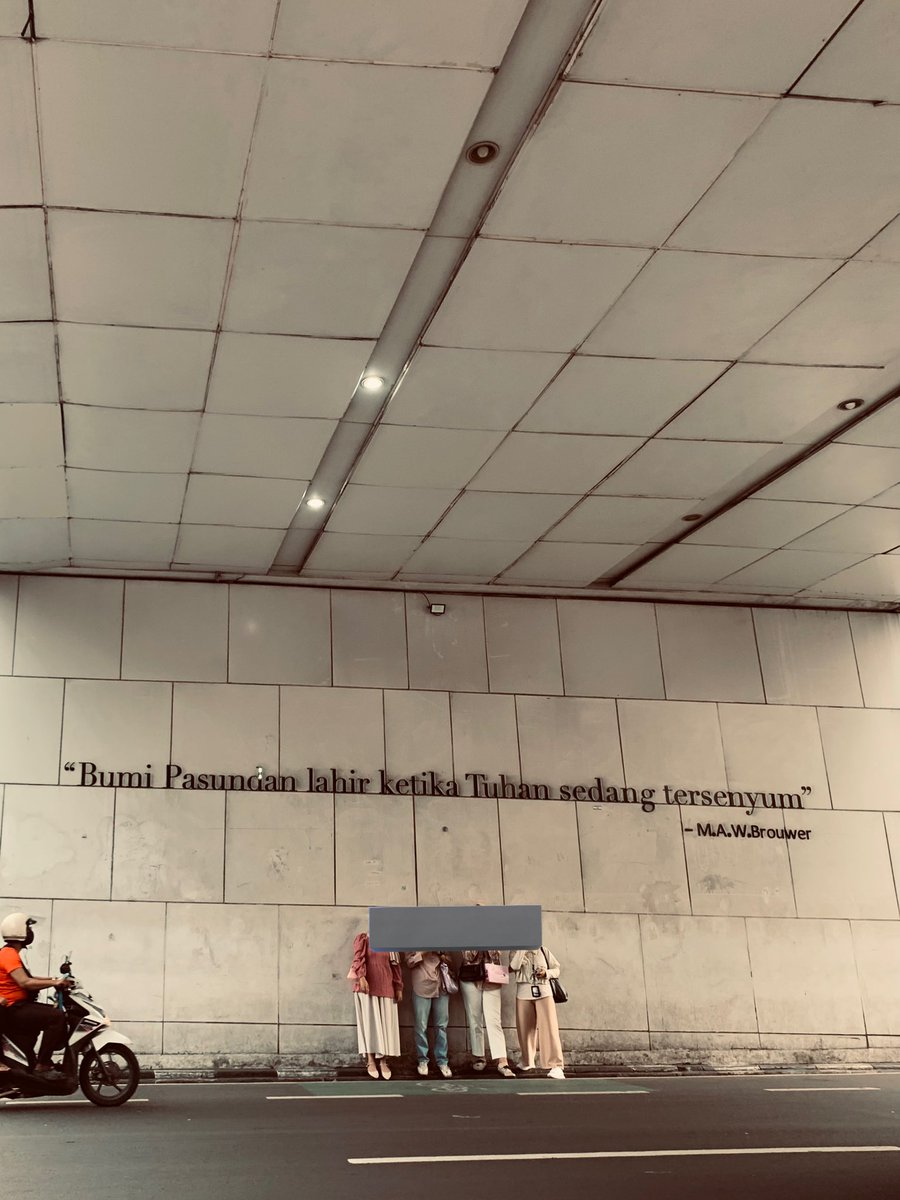 “Bumi Pasundan lahir ketika Tuhan sedang tersenyum”
– M.A.W.Brouwer